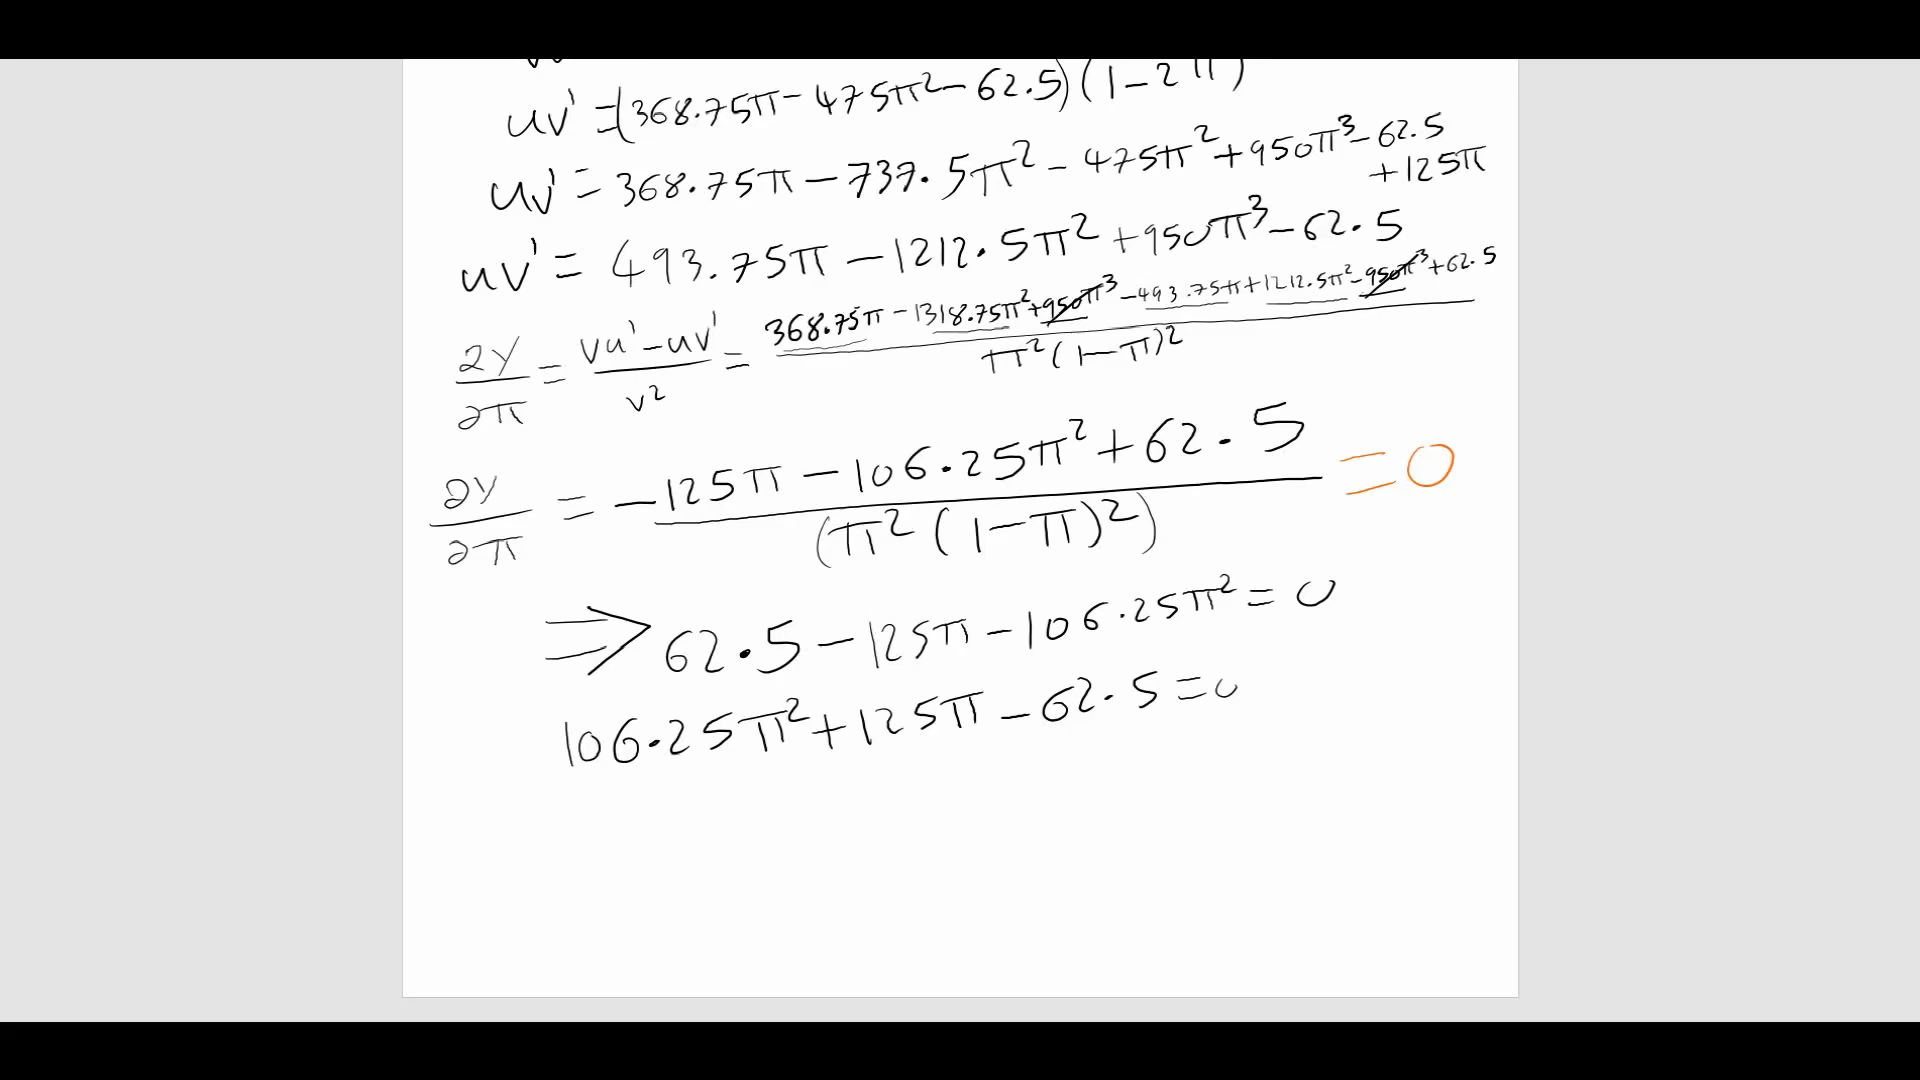 uv' = (368.75π - 475π² - 62.5)(1 - 2π)
uv' = 368.75π - 737.5π² - 475π² + 950π³ - 62.5
+125π
uv' = 493.75π - 1212.5π² + 950π³ - 62.5
∂Y/∂π = (vu' - uv')/v² = (368.75π - 1318.75π² + 950π³ - 493.75π + 1212.5π² - 950π³ + 62.5)/(π²(1-π)²)
∂Y/∂π = (-125π - 106.25π² + 62.5)/(π²(1-π)²) = 0
⇒ 62.5 - 125π - 106.25π² = 0
106.25π² + 125π - 62.5 = 0